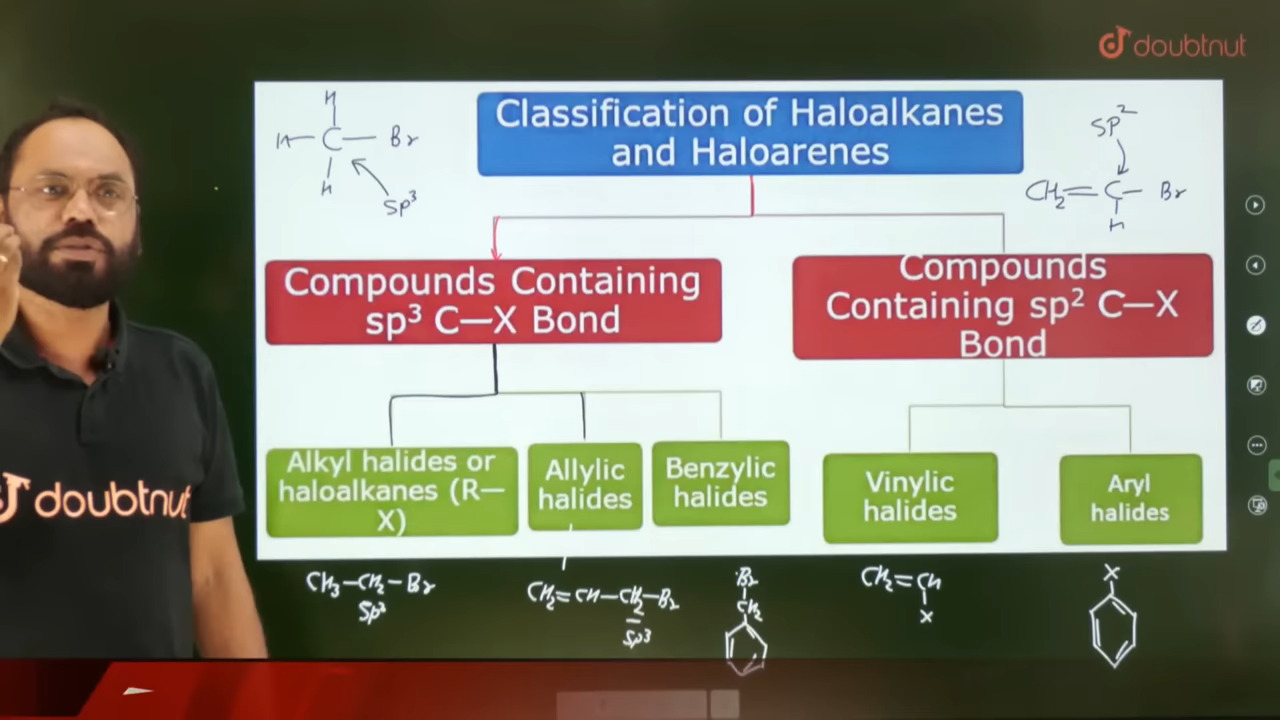 doubtnut
Classification of Haloalkanes
and Haloarenes
H
H—C—Br
H
sp³
SP²
CH₂=C—Br
H
Compounds Containing
sp³ C—X Bond
Compounds
Containing sp² C—X
Bond
Alkyl halides or
haloalkanes (R—
X)
Allylic
halides
Benzylic
halides
Vinylic
halides
Aryl
halides
doubtnut
CH₃—CH₂—Br
Sp³
CH₂=CH—CH₂—Br
Sp³
Br
CH₂
CH₂=CH
X
X